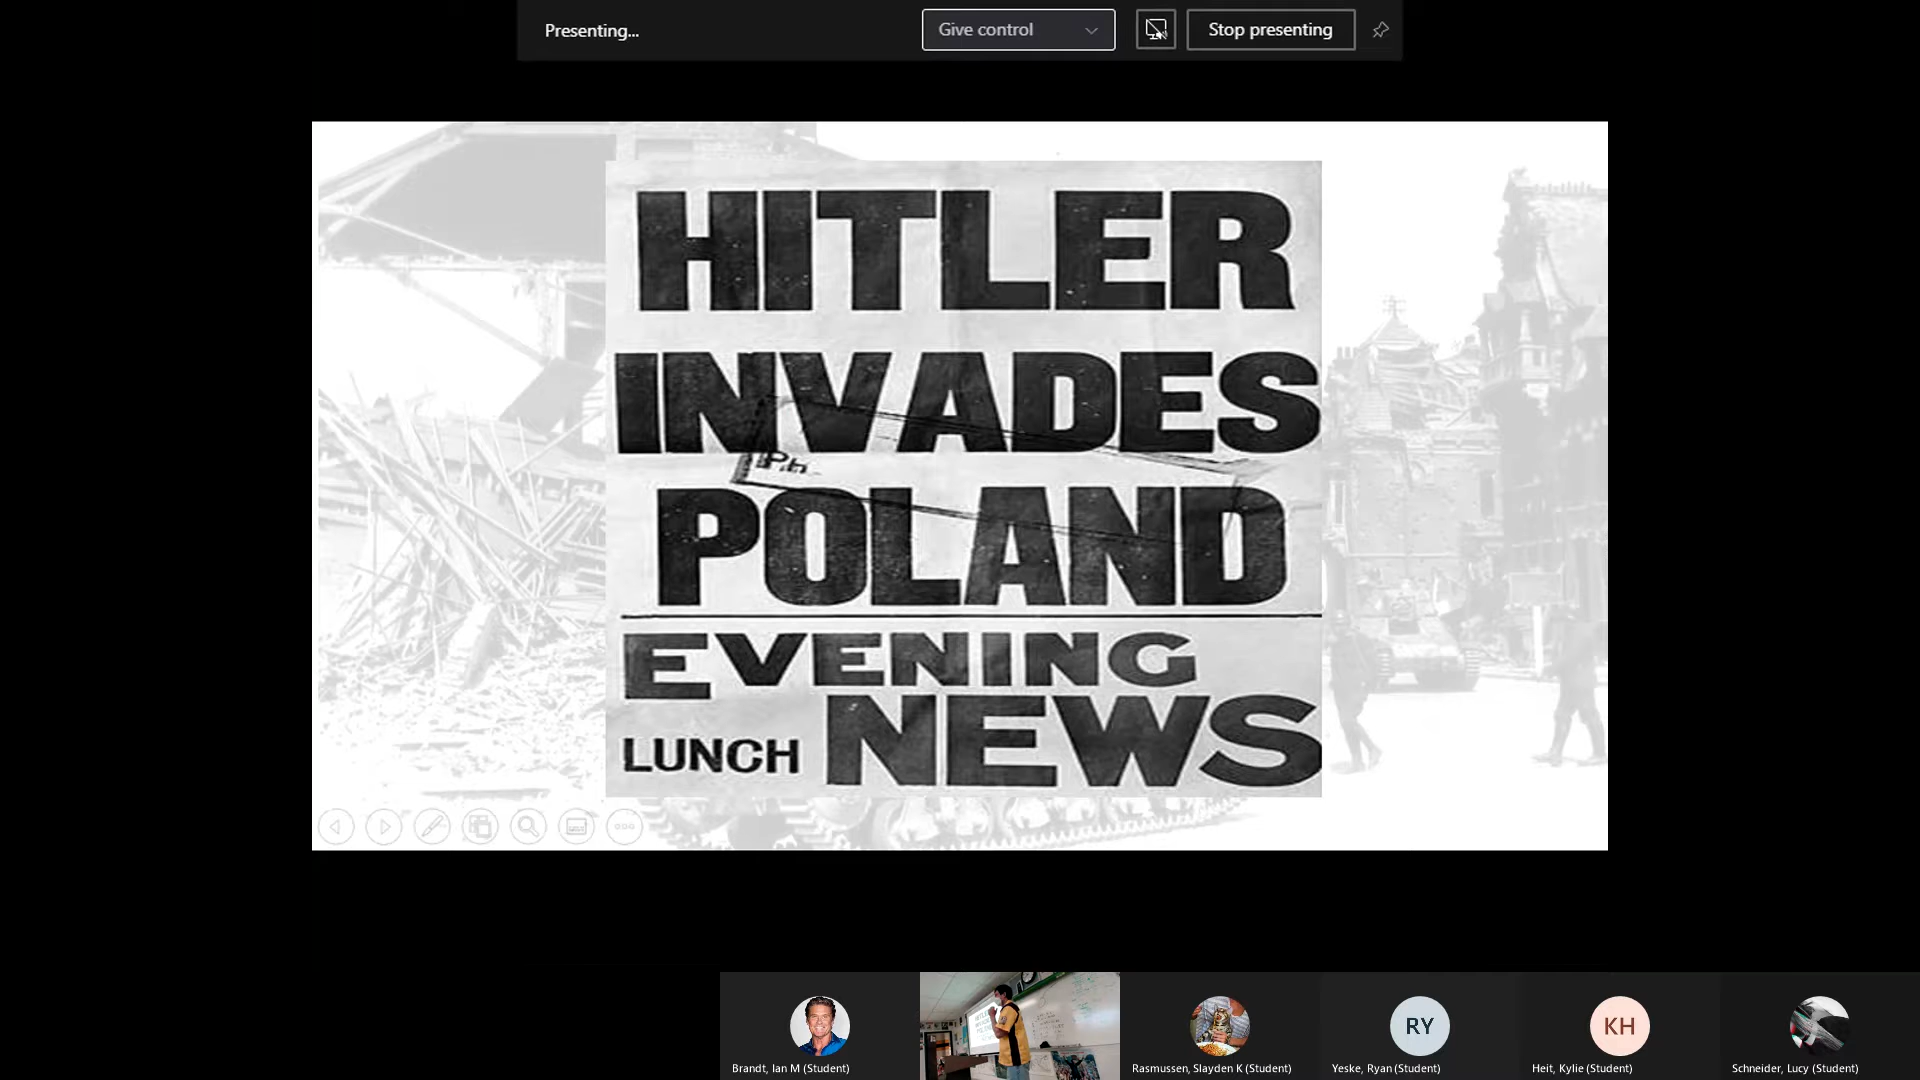 Presenting...
Give control
Stop presenting
HITLER
INVADES
POLAND
EVENING
LUNCH NEWS
RY
KH
Brandt, Ian M (Student)
Rasmussen, Slayden K (Student)
Yeske, Ryan (Student)
Heit, Kylie (Student)
Schneider, Lucy (Student)